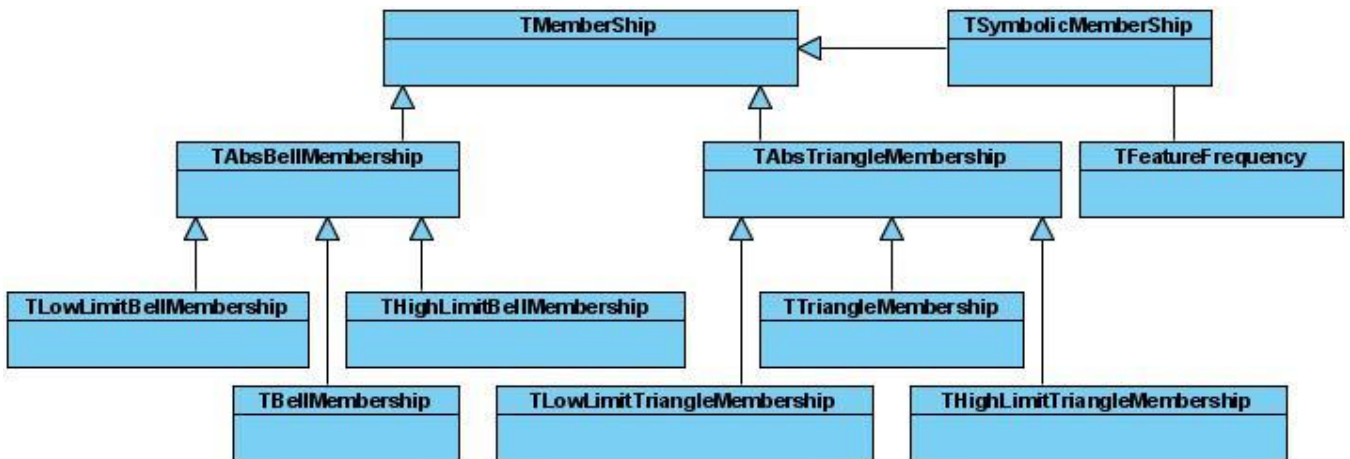 TMemberShip
TSymbolicMemberShip
TAbsBellMembership
TAbsTriangleMembership
TFeatureFrequency
TLowLimitBellMembership
THighLimitBellMembership
TTriangleMembership
TBellMembership
TLowLimitTriangleMembership
THighLimitTriangleMembership